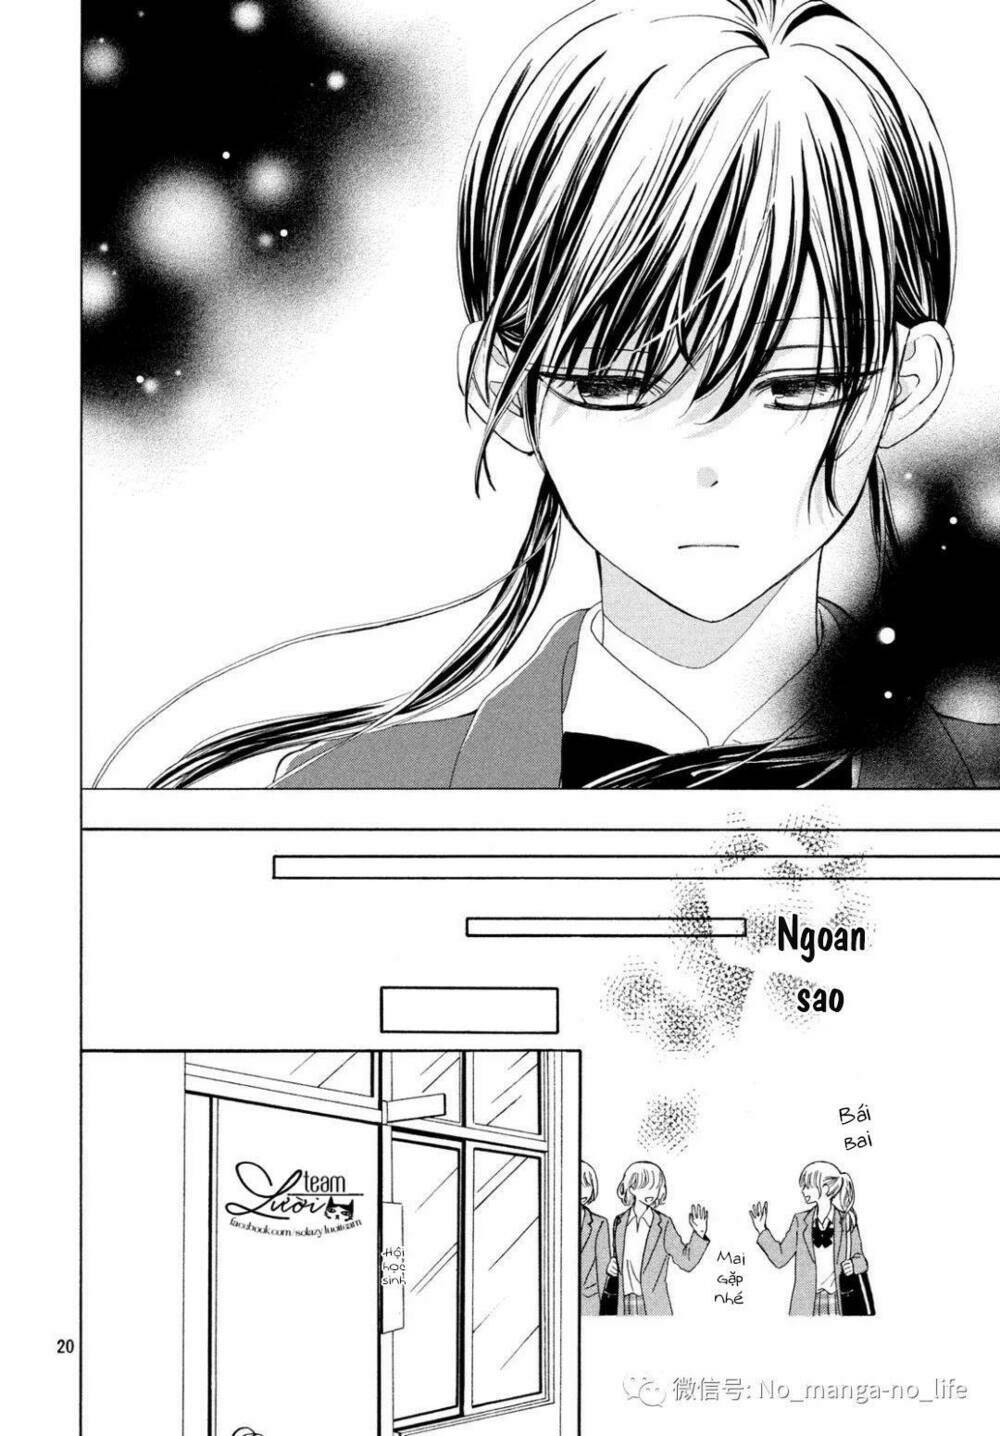 Ngoan
sao
Bái
Bai
Mai
Gặp
nhé
team
Lười
facebook.com/solazy.luoiteam
Hội
học
sinh
20
微信号: No_manga-no_life